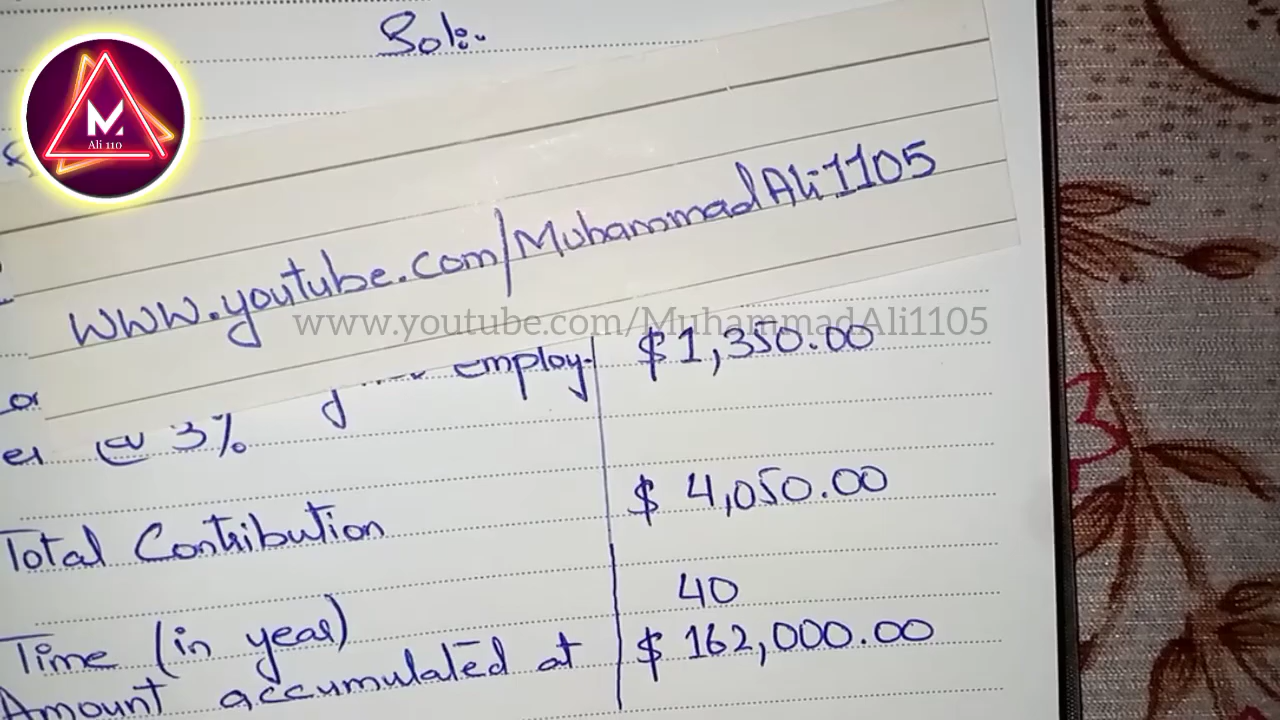 Sol:-
M
Ali 110
www.youtube.com/MuhammadAli1105
www.youtube.com/MuhammadAli1105
employ- $1,350.00
er @ 3%
Total Contribution $ 4,050.00
Time (in year) 40
Amount accumulated at $ 162,000.00